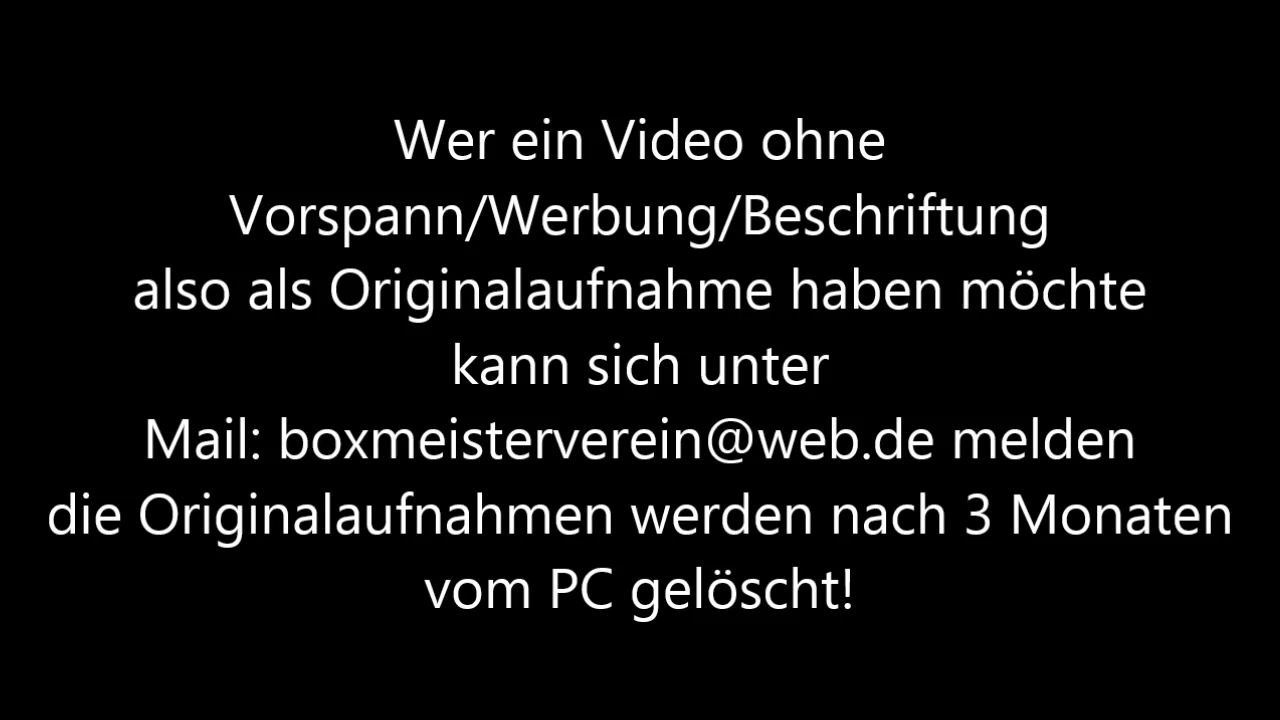 Wer ein Video ohne
Vorspann/Werbung/Beschriftung
also als Originalaufnahme haben möchte
kann sich unter
Mail: boxmeisterverein@web.de melden
die Originalaufnahmen werden nach 3 Monaten
vom PC gelöscht!